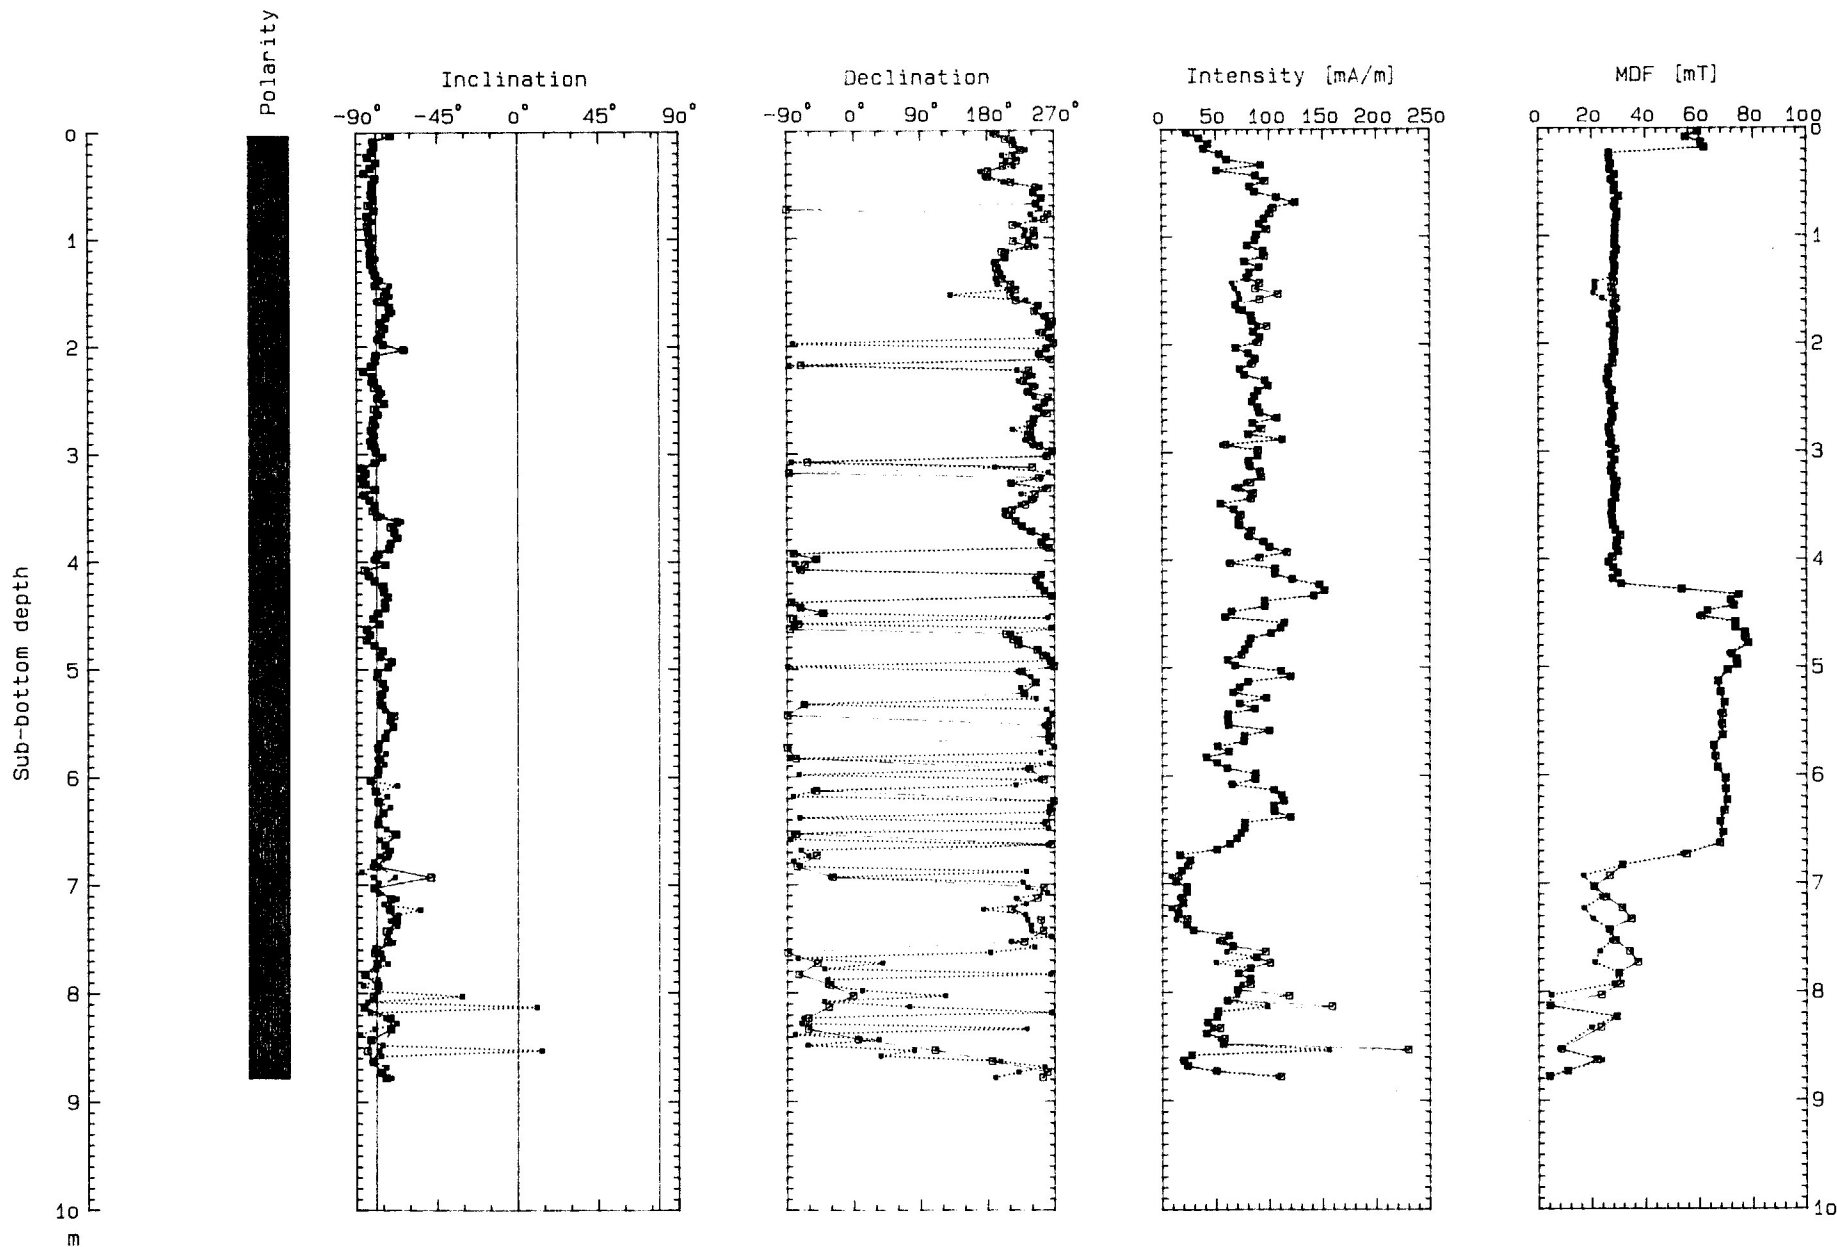 Polarity
Inclination
-90° -45° 0° 45° 90°
Declination
-90° 0° 90° 180° 270°
Intensity [mA/m]
0 50 100 150 200 250
MDF [mT]
0 20 40 60 80 100
Sub-bottom depth
0
1
2
3
4
5
6
7
8
9
10
m
0
1
2
3
4
5
6
7
8
9
10